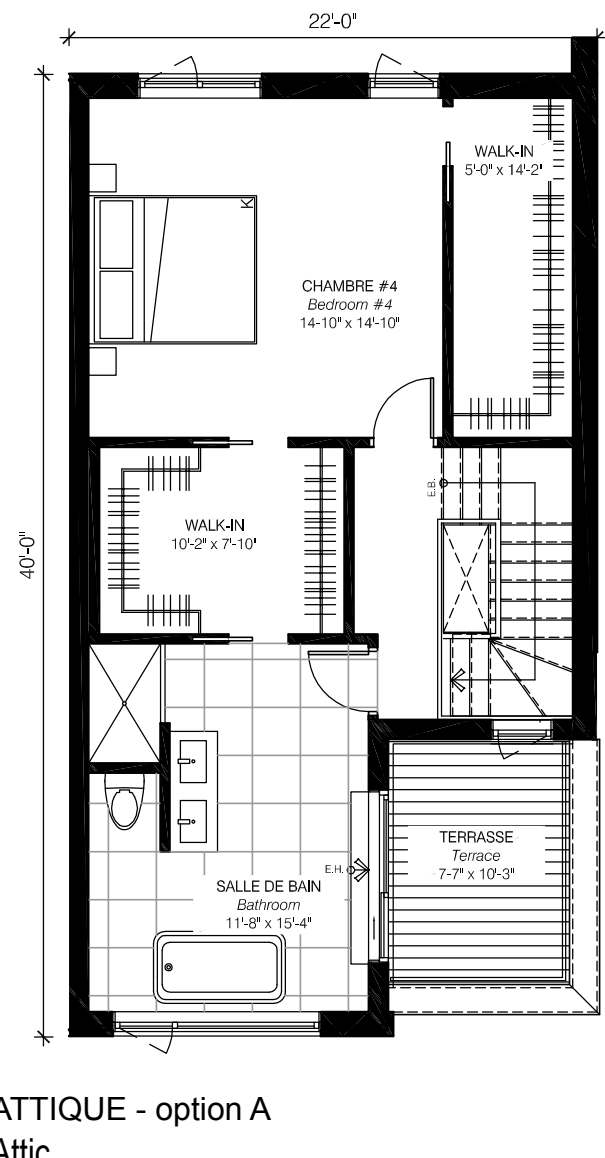 22'-0"
WALK-IN
5'-0" x 14'-2"
CHAMBRE #4
Bedroom #4
14-10" x 14'-10"
E.B.
WALK-IN
10'-2" x 7'-10"
40'-0"
TERRASSE
Terrace
7-7" x 10'-3"
E.H.
SALLE DE BAIN
Bathroom
11'-8" x 15'-4"
ATTIQUE - option A
Attic